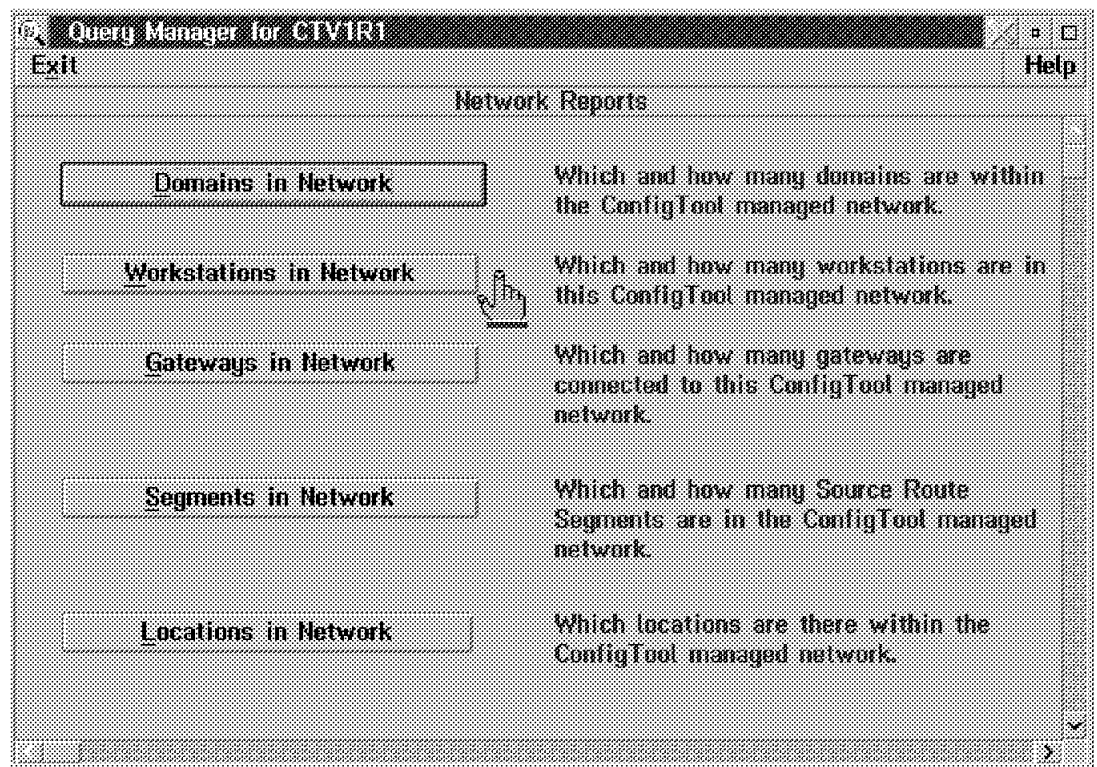 Query Manager for CTV1R1
Exit Help
Network Reports
Domains in Network
Which and how many domains are within
the ConfigTool managed network.
Workstations in Network
Which and how many workstations are in
this ConfigTool managed network.
Gateways in Network
Which and how many gateways are
connected to this ConfigTool managed
network.
Segments in Network
Which and how many Source Route
Segments are in the ConfigTool managed
network.
Locations in Network
Which locations are there within the
ConfigTool managed network.